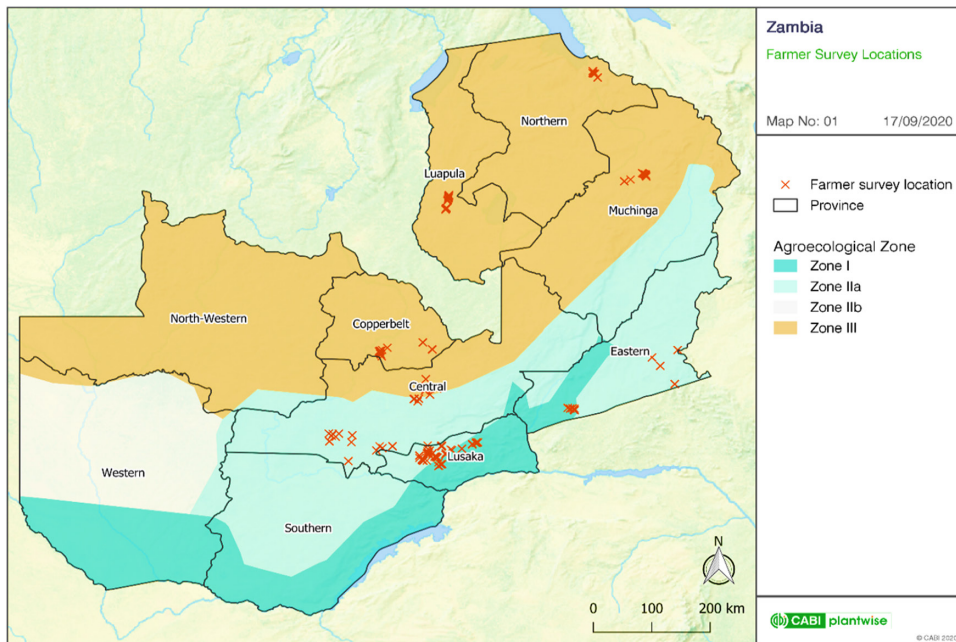 Zambia
Farmer Survey Locations
Map No: 01 17/09/2020
Farmer survey location
Province
Agroecological Zone
Zone I
Zone IIa
Zone IIb
Zone III
Northern
Luapula
Muchinga
North-Western
Copperbelt
Eastern
Central
Lusaka
Western
Southern
N
0 100 200 km
CABI plantwise
© CABI 2020